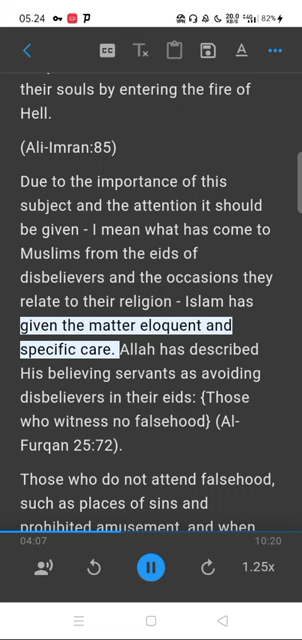 05.24
20.0 KB/S
82%
CC
their souls by entering the fire of
Hell.
(Ali-Imran:85)
Due to the importance of this
subject and the attention it should
be given - I mean what has come to
Muslims from the eids of
disbelievers and the occasions they
relate to their religion - Islam has
given the matter eloquent and
specific care. Allah has described
His believing servants as avoiding
disbelievers in their eids: {Those
who witness no falsehood} (Al-
Furqan 25:72).
Those who do not attend falsehood,
such as places of sins and
prohibited amusement, and when
04:07
10:20
1.25x